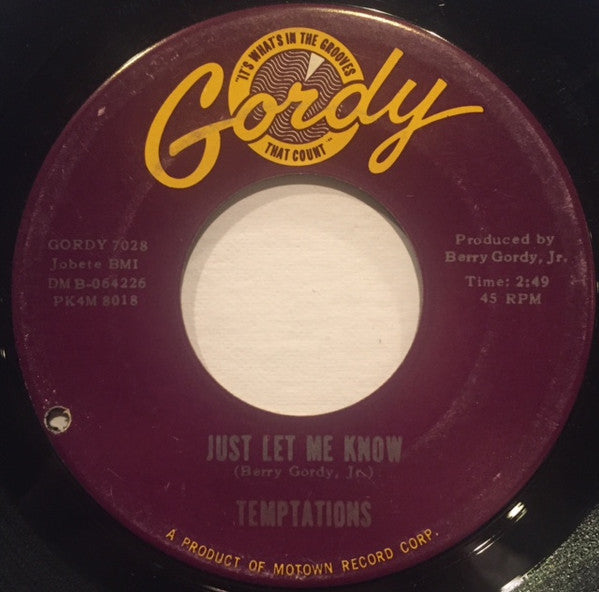 "IT'S WHAT'S IN THE GROOVES
Gordy
THAT COUNT"
GORDY 7028
Jobete BMI
DMB-064226
PK4M 8018
Produced by
Berry Gordy, Jr.
Time: 2:49
45 RPM
JUST LET ME KNOW
(Berry Gordy, Jr.)
TEMPTATIONS
A PRODUCT OF MOTOWN RECORD CORP.